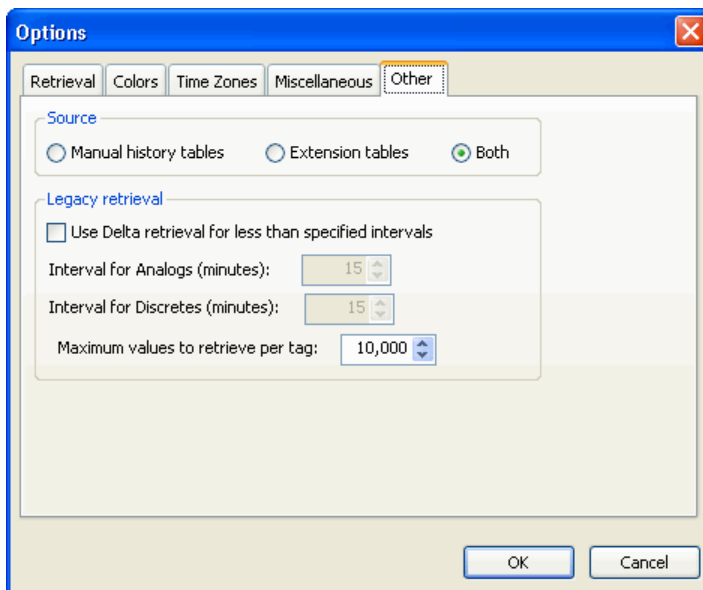 Options
Retrieval Colors Time Zones Miscellaneous Other
Source
Manual history tables Extension tables Both
Legacy retrieval
Use Delta retrieval for less than specified intervals
Interval for Analogs (minutes): 15
Interval for Discretes (minutes): 15
Maximum values to retrieve per tag: 10,000
OK Cancel